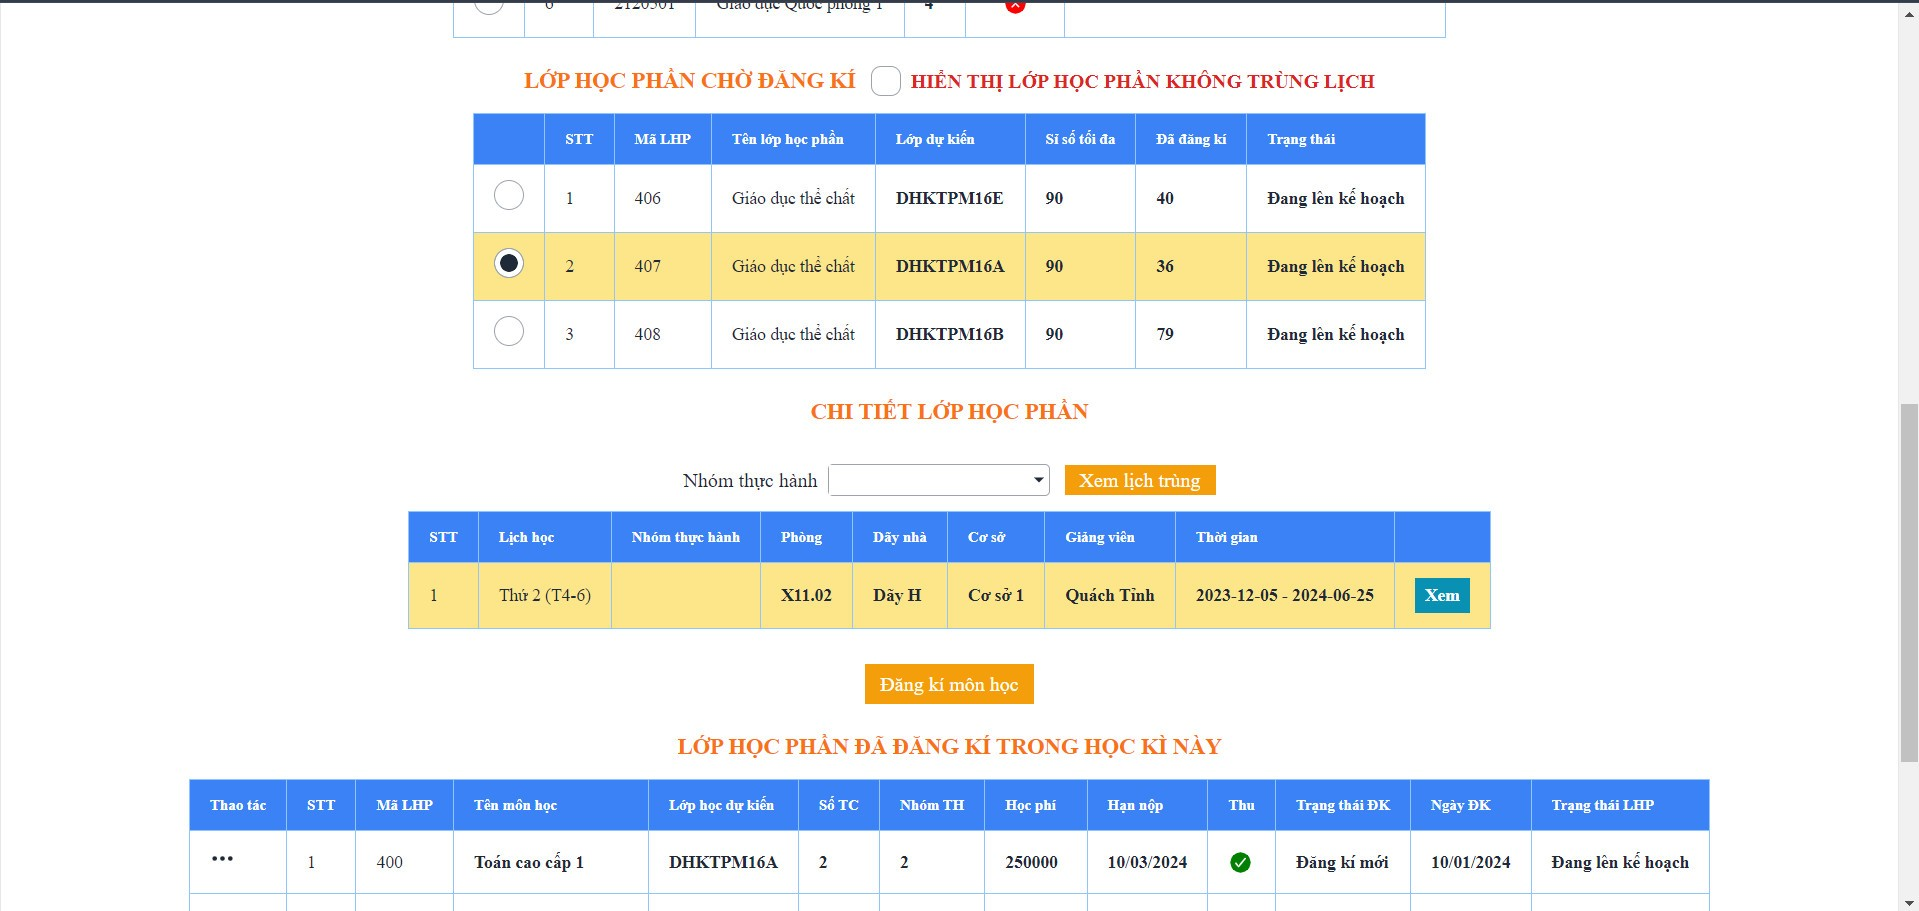 6 2120501 Giáo dục Quốc phòng 1 4
LỚP HỌC PHẦN CHỜ ĐĂNG KÍ HIỂN THỊ LỚP HỌC PHẦN KHÔNG TRÙNG LỊCH
STT Mã LHP Tên lớp học phần Lớp dự kiến Sĩ số tối đa Đã đăng kí Trạng thái
1 406 Giáo dục thể chất DHKTPM16E 90 40 Đang lên kế hoạch
2 407 Giáo dục thể chất DHKTPM16A 90 36 Đang lên kế hoạch
3 408 Giáo dục thể chất DHKTPM16B 90 79 Đang lên kế hoạch
CHI TIẾT LỚP HỌC PHẦN
Nhóm thực hành Xem lịch trùng
STT Lịch học Nhóm thực hành Phòng Dãy nhà Cơ sở Giảng viên Thời gian
1 Thứ 2 (T4-6) X11.02 Dãy H Cơ sở 1 Quách Tỉnh 2023-12-05 - 2024-06-25 Xem
Đăng kí môn học
LỚP HỌC PHẦN ĐÃ ĐĂNG KÍ TRONG HỌC KÌ NÀY
Thao tác STT Mã LHP Tên môn học Lớp học dự kiến Số TC Nhóm TH Học phí Hạn nộp Thu Trạng thái ĐK Ngày ĐK Trạng thái LHP
••• 1 400 Toán cao cấp 1 DHKTPM16A 2 2 250000 10/03/2024 Đăng kí mới 10/01/2024 Đang lên kế hoạch